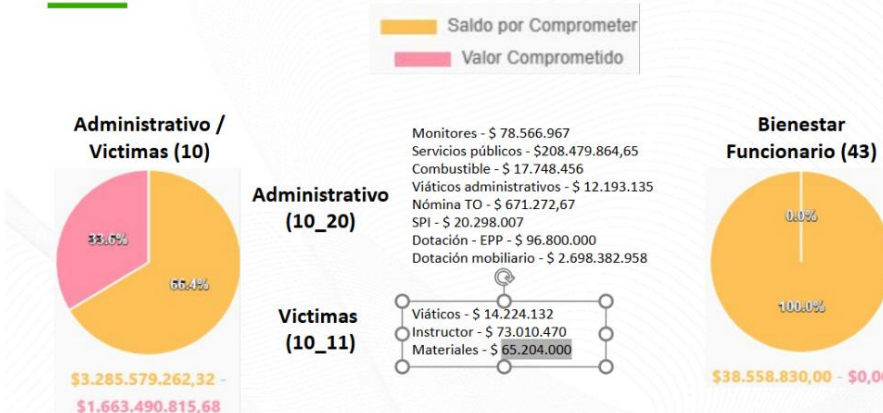 Saldo por Comprometer
Valor Comprometido
Administrativo /
Victimas (10)
33.6%
66.4%
$3.285.579.262,32 -
$1.663.490.815,68
Administrativo
(10_20)
Monitores - $ 78.566.967
Servicios públicos - $208.479.864,65
Combustible - $ 17.748.456
Viáticos administrativos - $ 12.193.135
Nómina TO - $ 671.272,67
SPI - $ 20.298.007
Dotación - EPP - $ 96.800.000
Dotación mobiliario - $ 2.698.382.958
Victimas
(10_11)
Viáticos - $ 14.224.132
Instructor - $ 73.010.470
Materiales - $ 65.204.000
Bienestar
Funcionario (43)
0.0%
100.0%
$38.558.830,00 - $0,00